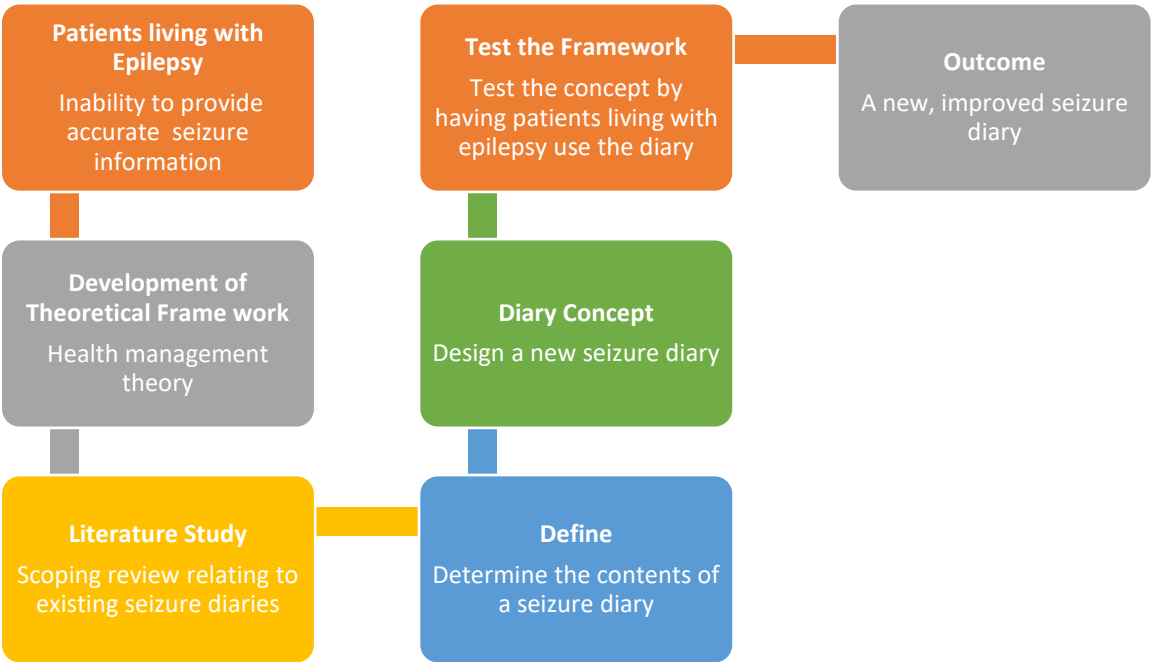 Patients living with
Epilepsy
Inability to provide
accurate seizure
information
Development of
Theoretical Frame work
Health management
theory
Literature Study
Scoping review relating to
existing seizure diaries
Define
Determine the contents of
a seizure diary
Diary Concept
Design a new seizure diary
Test the Framework
Test the concept by
having patients living with
epilepsy use the diary
Outcome
A new, improved seizure
diary